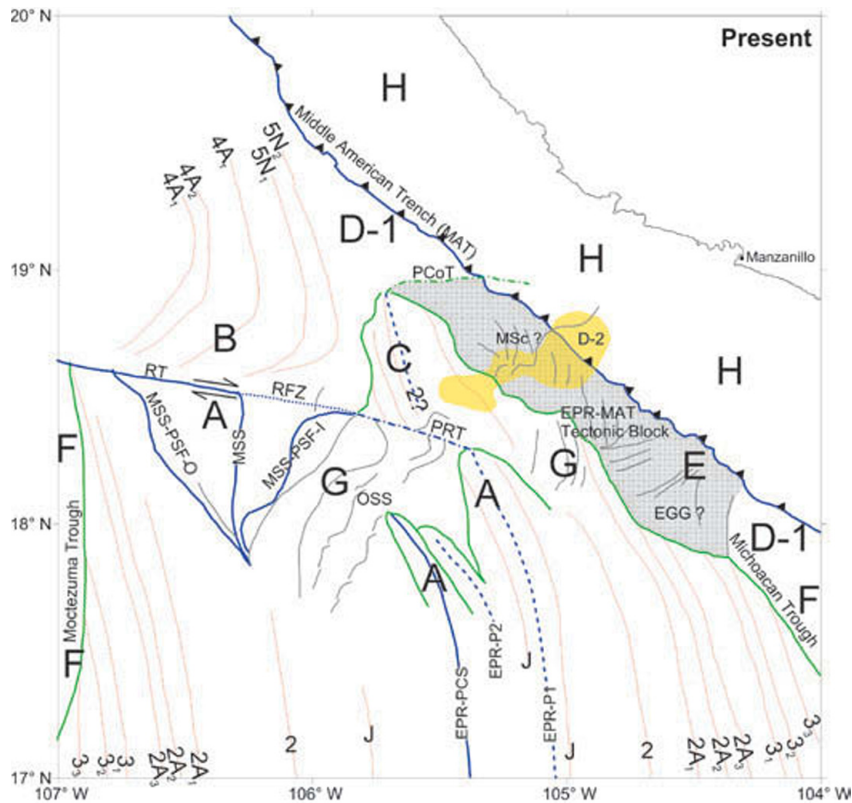 20° N
Present
H
Middle American Trench (MAT)
5N₂
5N₁
4A₁
4A₂
4A₁
D-1
19° N
H
Manzanillo
PCoT
MSc ?
D-2
B
C
H
RT
RFZ
2?
A
MSS-PSF-O
MSS
MSS-PSF-I
PRT
EPR-MAT
Tectonic Block
F
G
OSS
A
G
E
EGG ?
18° N
D-1
Moctezuma Trough
Michoacan Trough
A
F
F
EPR-PCS
EPR-P2
J
EPR-P1
3₃
3₂
3₁
2A₃
2A₂
2A₁
2
J
J
2
2A₁
2A₂
2A₃
3₁
3₂
3₃
17° N
107° W
106° W
105° W
104° W